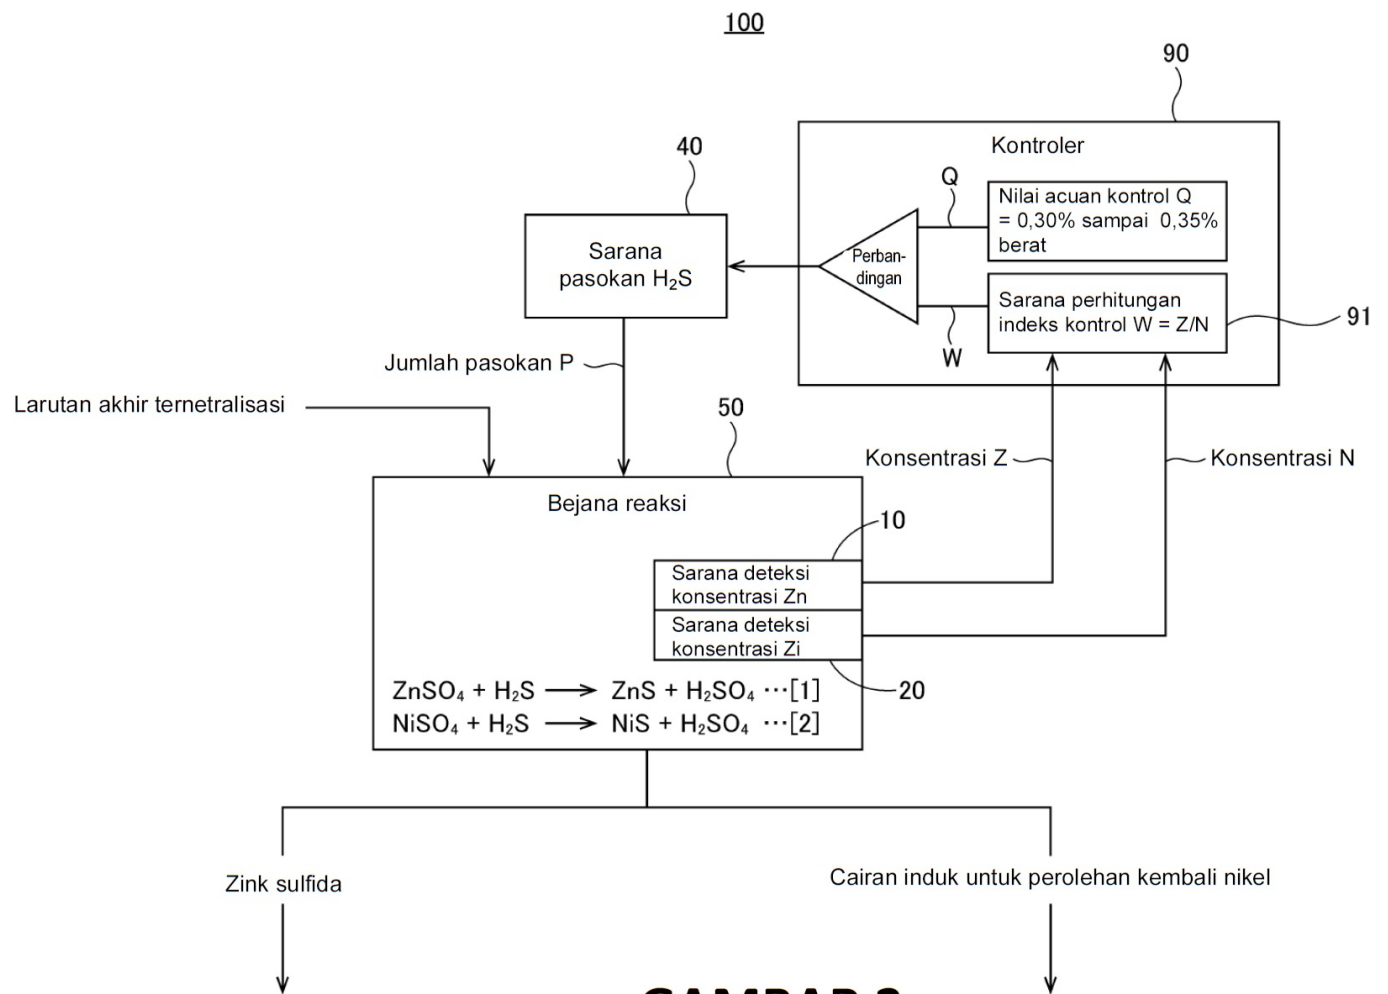 100
90
Kontroler
40
Q
Nilai acuan kontrol Q
= 0,30% sampai 0,35%
berat
Sarana
pasokan H₂S
Perban-
dingan
Sarana perhitungan
indeks kontrol W = Z/N
91
W
Jumlah pasokan P
Larutan akhir ternetralisasi
50
Konsentrasi Z
Konsentrasi N
Bejana reaksi
10
Sarana deteksi
konsentrasi Zn
Sarana deteksi
konsentrasi Zi
20
ZnSO₄ + H₂S → ZnS + H₂SO₄ ···[1]
NiSO₄ + H₂S → NiS + H₂SO₄ ···[2]
Zink sulfida
Cairan induk untuk perolehan kembali nikel